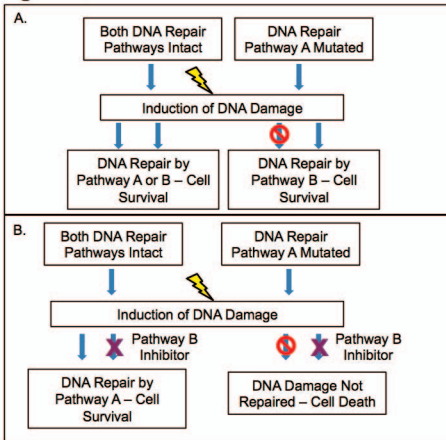 A.
Both DNA Repair
Pathways Intact
DNA Repair
Pathway A Mutated
Induction of DNA Damage
DNA Repair by
Pathway A or B – Cell
Survival
DNA Repair by
Pathway B – Cell
Survival
B.
Both DNA Repair
Pathways Intact
DNA Repair
Pathway A Mutated
Induction of DNA Damage
Pathway B
Inhibitor
Pathway B
Inhibitor
DNA Repair by
Pathway A – Cell
Survival
DNA Damage Not
Repaired – Cell Death